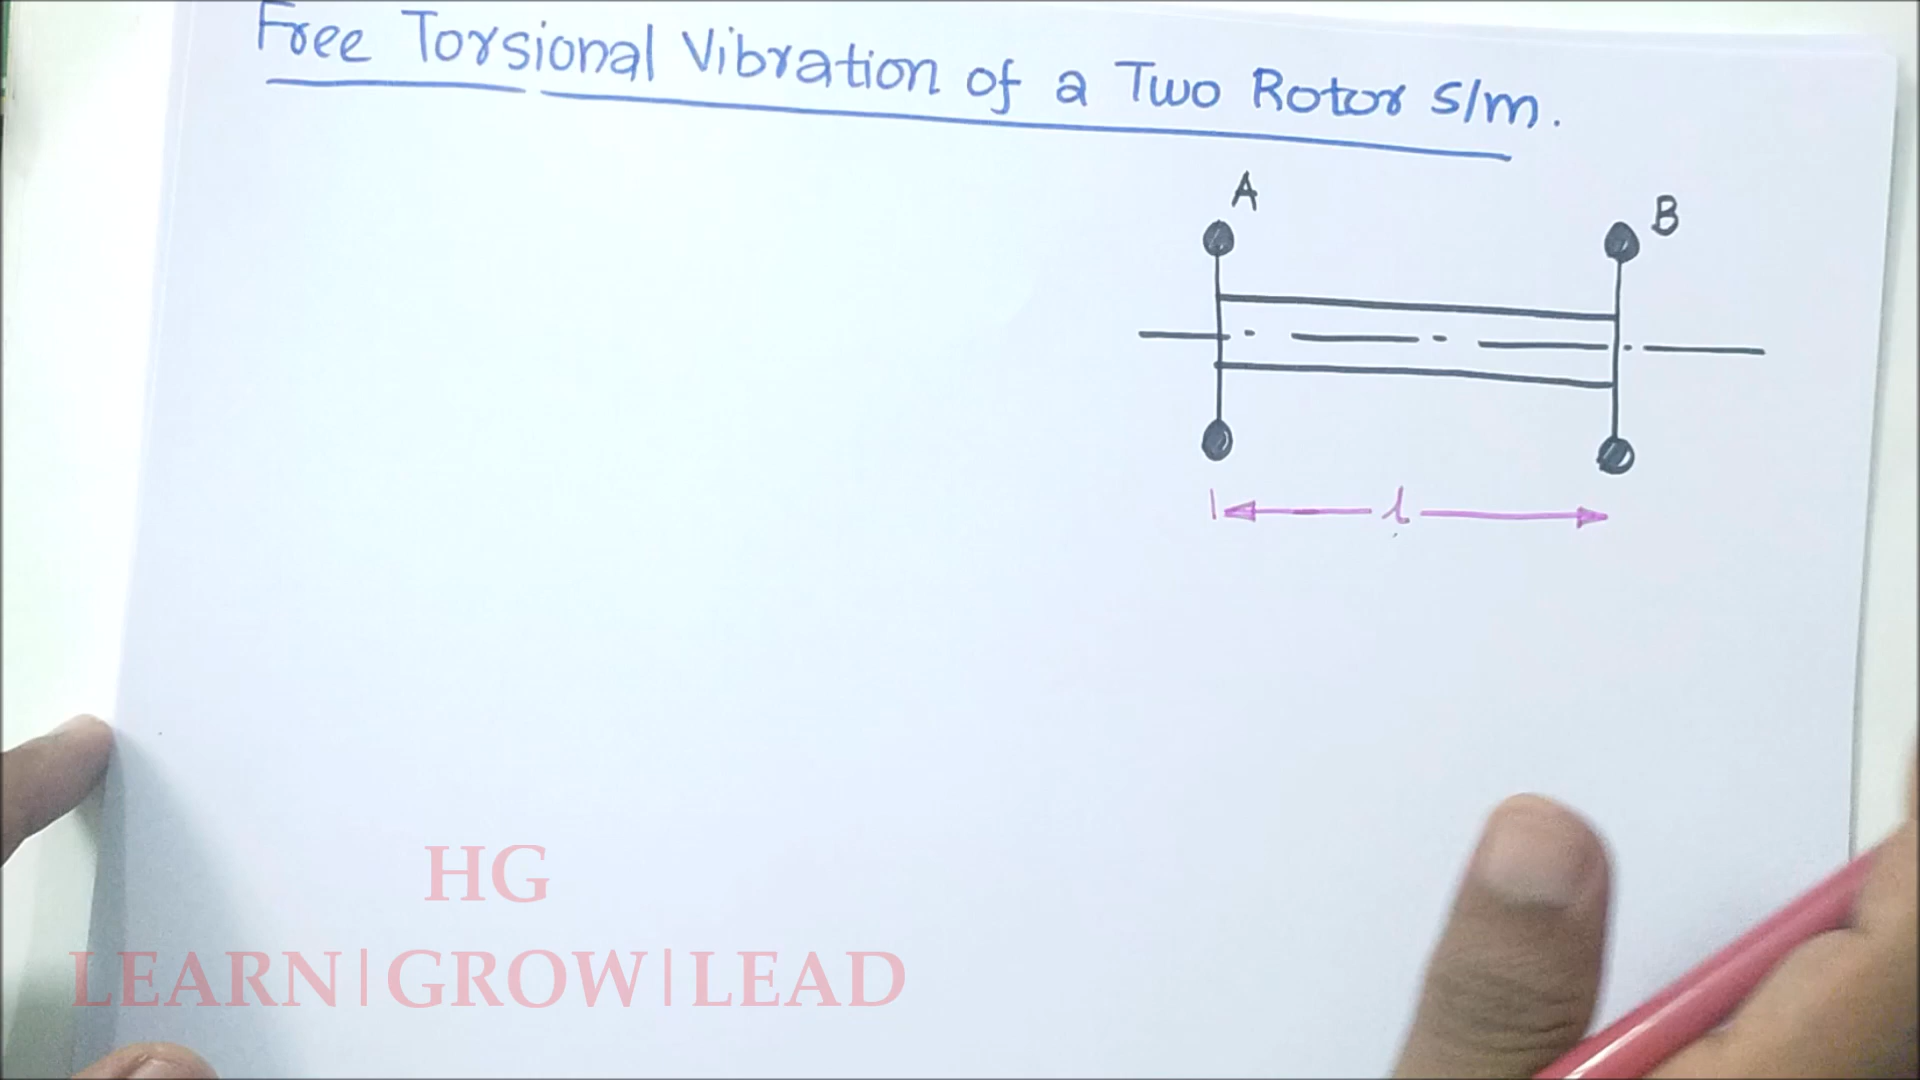 Free Torsional Vibration of a Two Rotor S/m.
A
B
l
HG
LEARN|GROW|LEAD